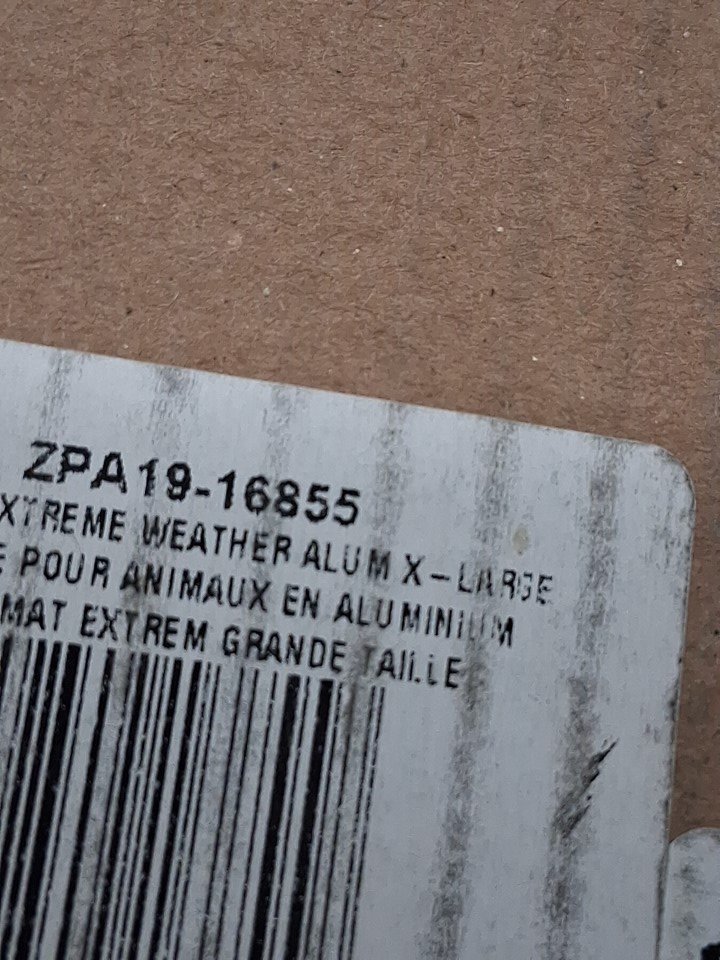 ZPA19-16855
XTREME WEATHER ALUM X-LARGE
E POUR ANIMAUX EN ALUMINIUM
MAT EXTREM GRANDE TAILLE